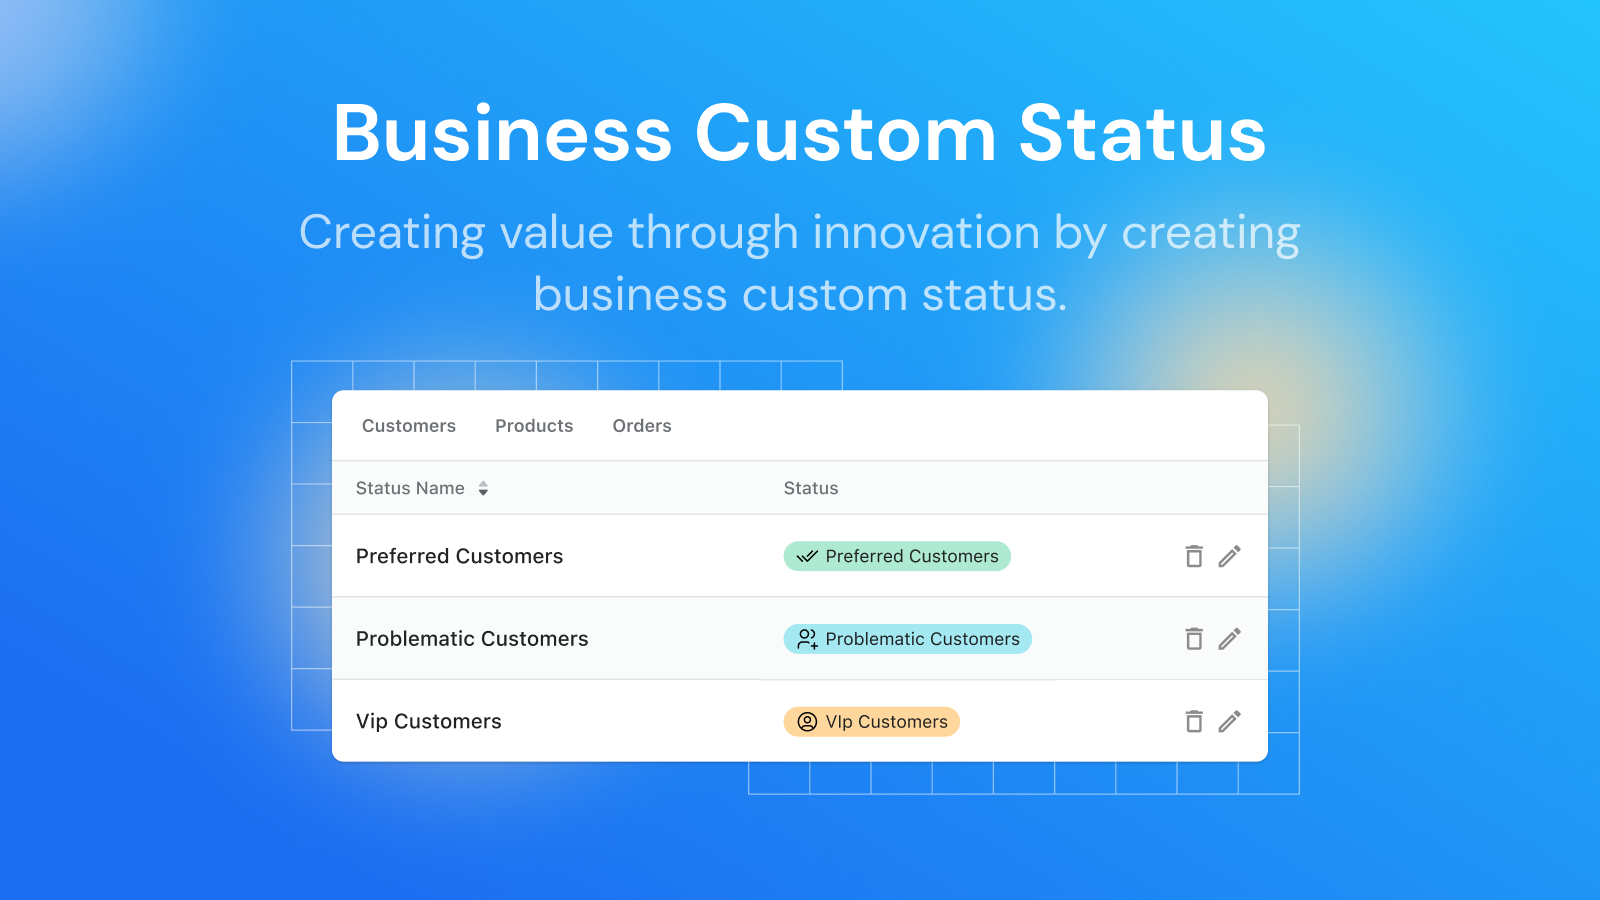 Business Custom Status
Creating value through innovation by creating
business custom status.
Customers Products Orders
Status Name Status
Preferred Customers Preferred Customers
Problematic Customers Problematic Customers
Vip Customers VIp Customers